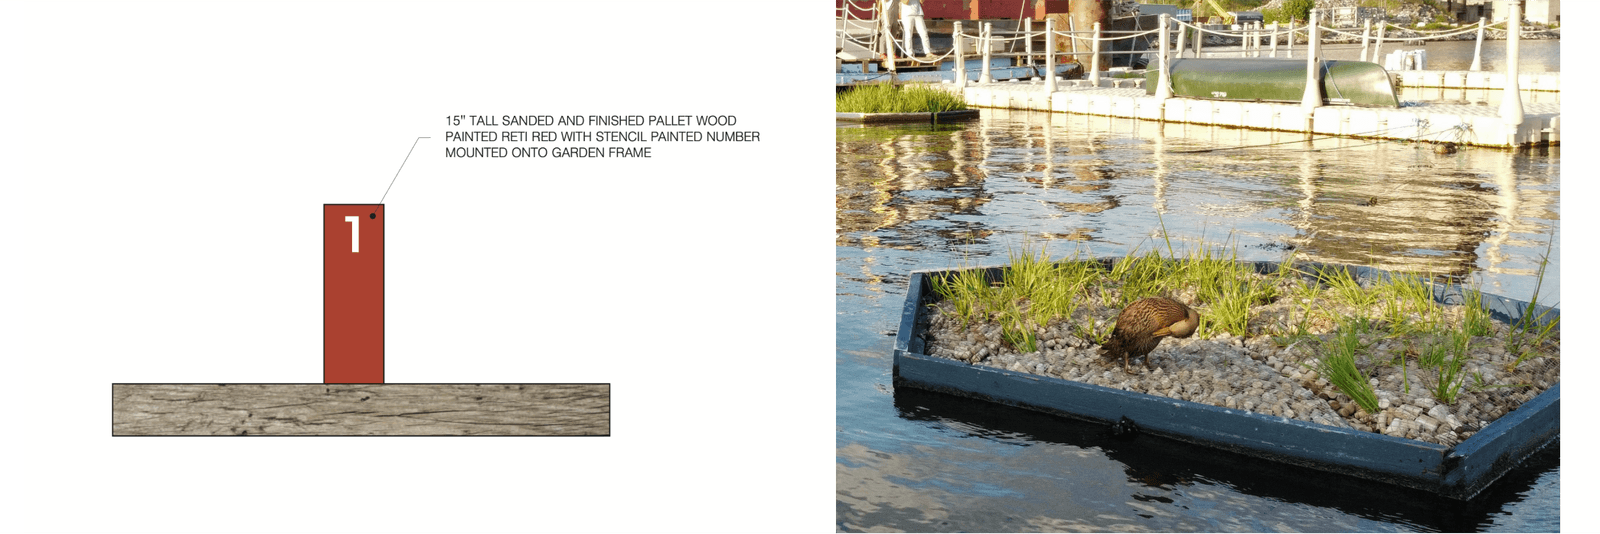 15" TALL SANDED AND FINISHED PALLET WOOD
PAINTED RETI RED WITH STENCIL PAINTED NUMBER
MOUNTED ONTO GARDEN FRAME
1